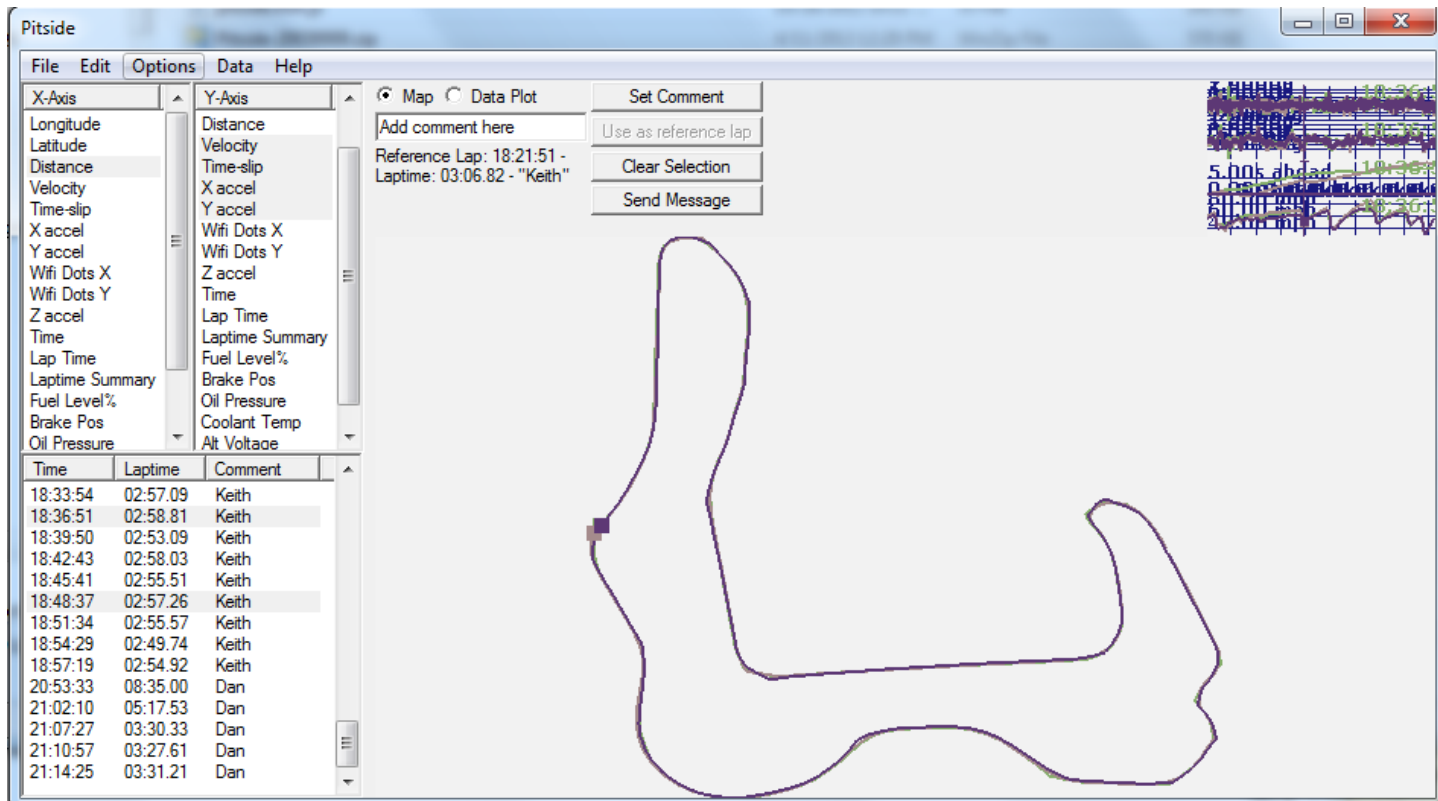 Pitside
File Edit Options Data Help
X-Axis
Longitude
Latitude
Distance
Velocity
Time-slip
X accel
Y accel
Wifi Dots X
Wifi Dots Y
Z accel
Time
Lap Time
Laptime Summary
Fuel Level%
Brake Pos
Oil Pressure
Y-Axis
Distance
Velocity
Time-slip
X accel
Y accel
Wifi Dots X
Wifi Dots Y
Z accel
Time
Lap Time
Laptime Summary
Fuel Level%
Brake Pos
Oil Pressure
Coolant Temp
Alt Voltage
Map Data Plot
Add comment here
Reference Lap: 18:21:51 -
Laptime: 03:06.82 - "Keith"
Set Comment
Use as reference lap
Clear Selection
Send Message
5.00s ahead
Time Laptime Comment
18:33:54 02:57.09 Keith
18:36:51 02:58.81 Keith
18:39:50 02:53.09 Keith
18:42:43 02:58.03 Keith
18:45:41 02:55.51 Keith
18:48:37 02:57.26 Keith
18:51:34 02:55.57 Keith
18:54:29 02:49.74 Keith
18:57:19 02:54.92 Keith
20:53:33 08:35.00 Dan
21:02:10 05:17.53 Dan
21:07:27 03:30.33 Dan
21:10:57 03:27.61 Dan
21:14:25 03:31.21 Dan